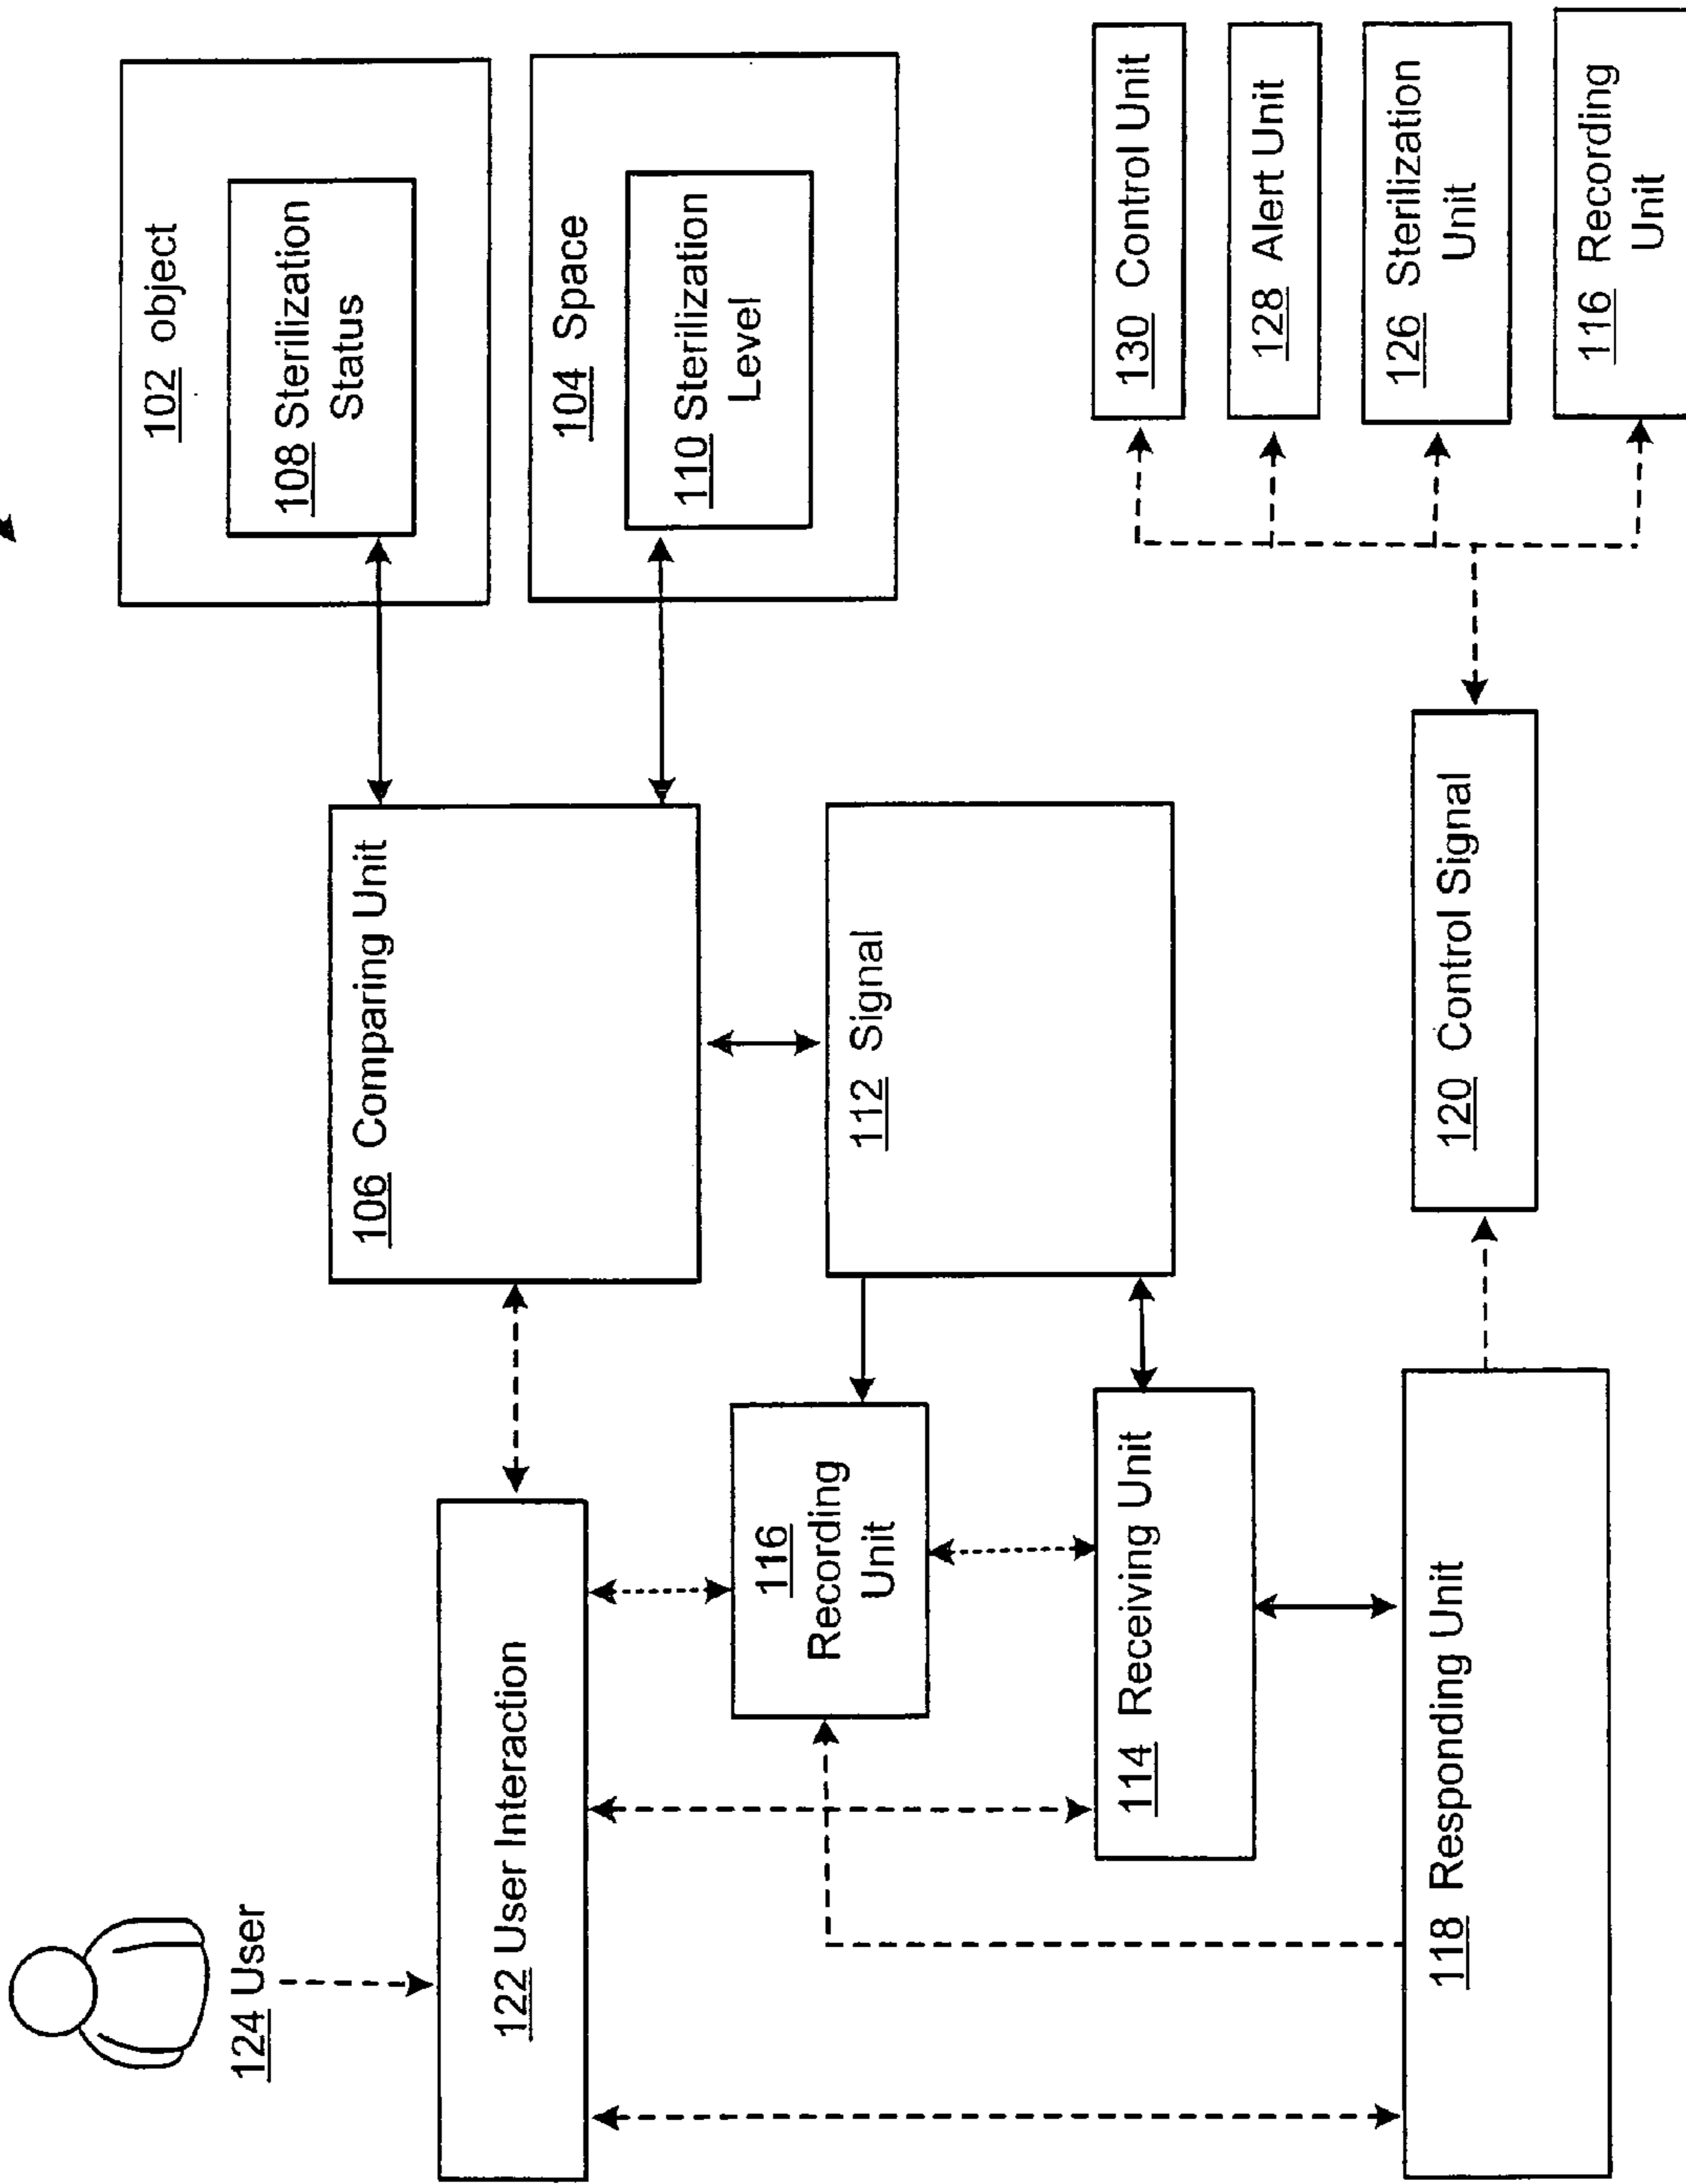 124 User
122 User Interaction
106 Comparing Unit
102 object
108 Sterilization
Status
104 Space
110 Sterilization
Level
116
Recording
Unit
112 Signal
114 Receiving Unit
118 Responding Unit
120 Control Signal
130 Control Unit
128 Alert Unit
126 Sterilization
Unit
116 Recording
Unit